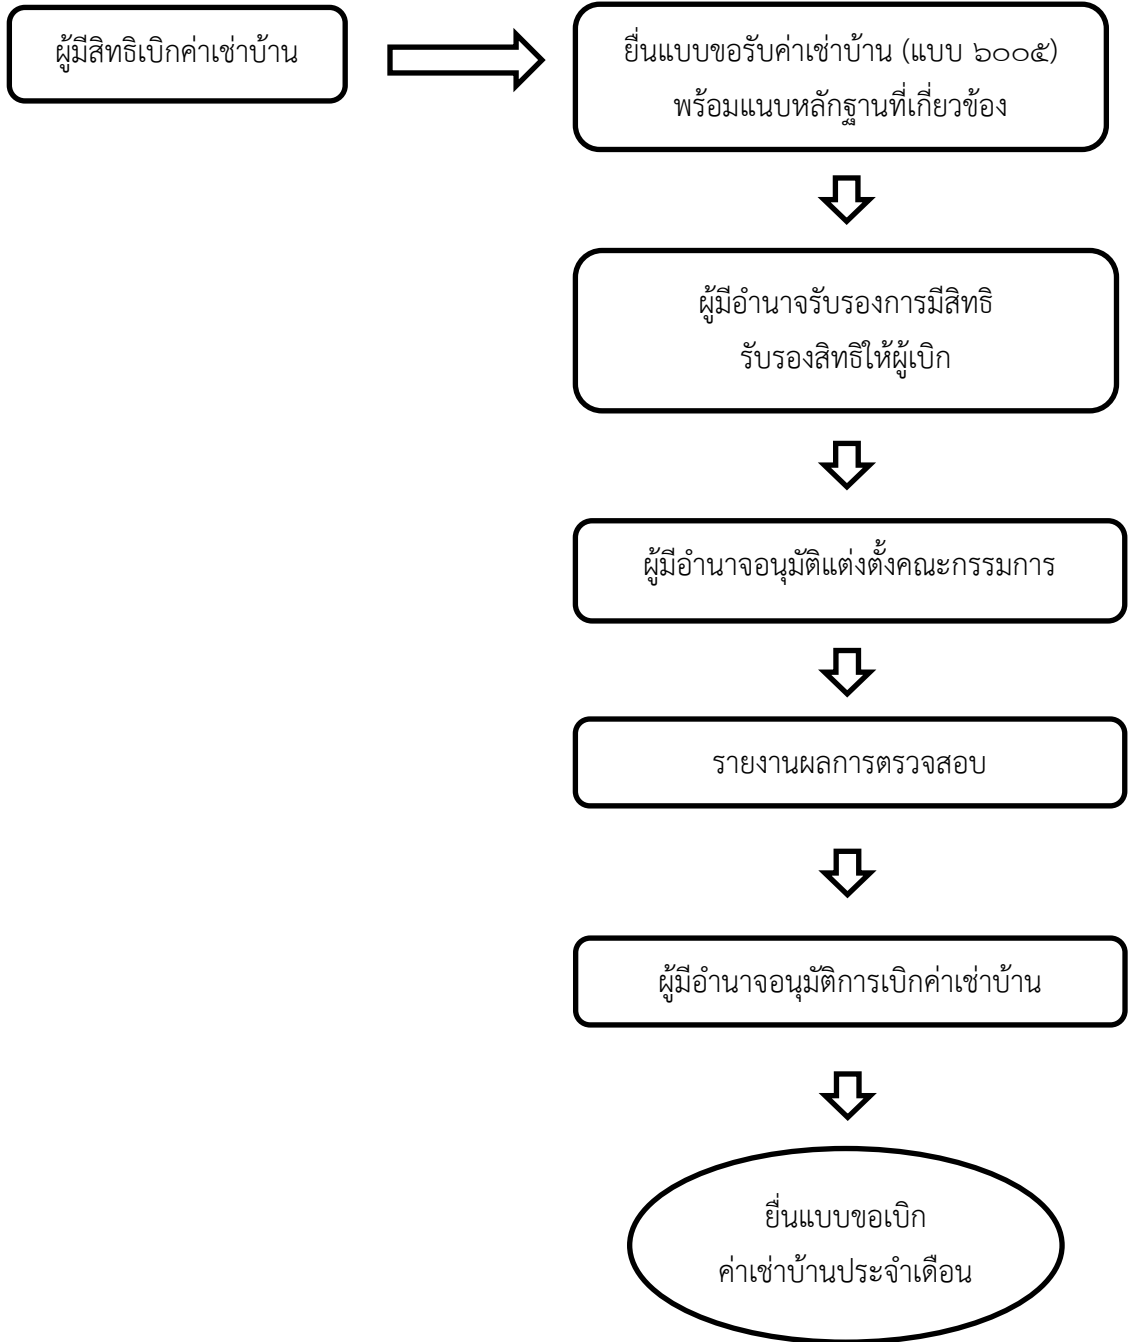 ผู้มีสิทธิเบิกค่าเช่าบ้าน
ยื่นแบบขอรับค่าเช่าบ้าน (แบบ ๖๐๐๕)
พร้อมแนบหลักฐานที่เกี่ยวข้อง
ผู้มีอำนาจรับรองการมีสิทธิ
รับรองสิทธิให้ผู้เบิก
ผู้มีอำนาจอนุมัติแต่งตั้งคณะกรรมการ
รายงานผลการตรวจสอบ
ผู้มีอำนาจอนุมัติการเบิกค่าเช่าบ้าน
ยื่นแบบขอเบิก
ค่าเช่าบ้านประจำเดือน